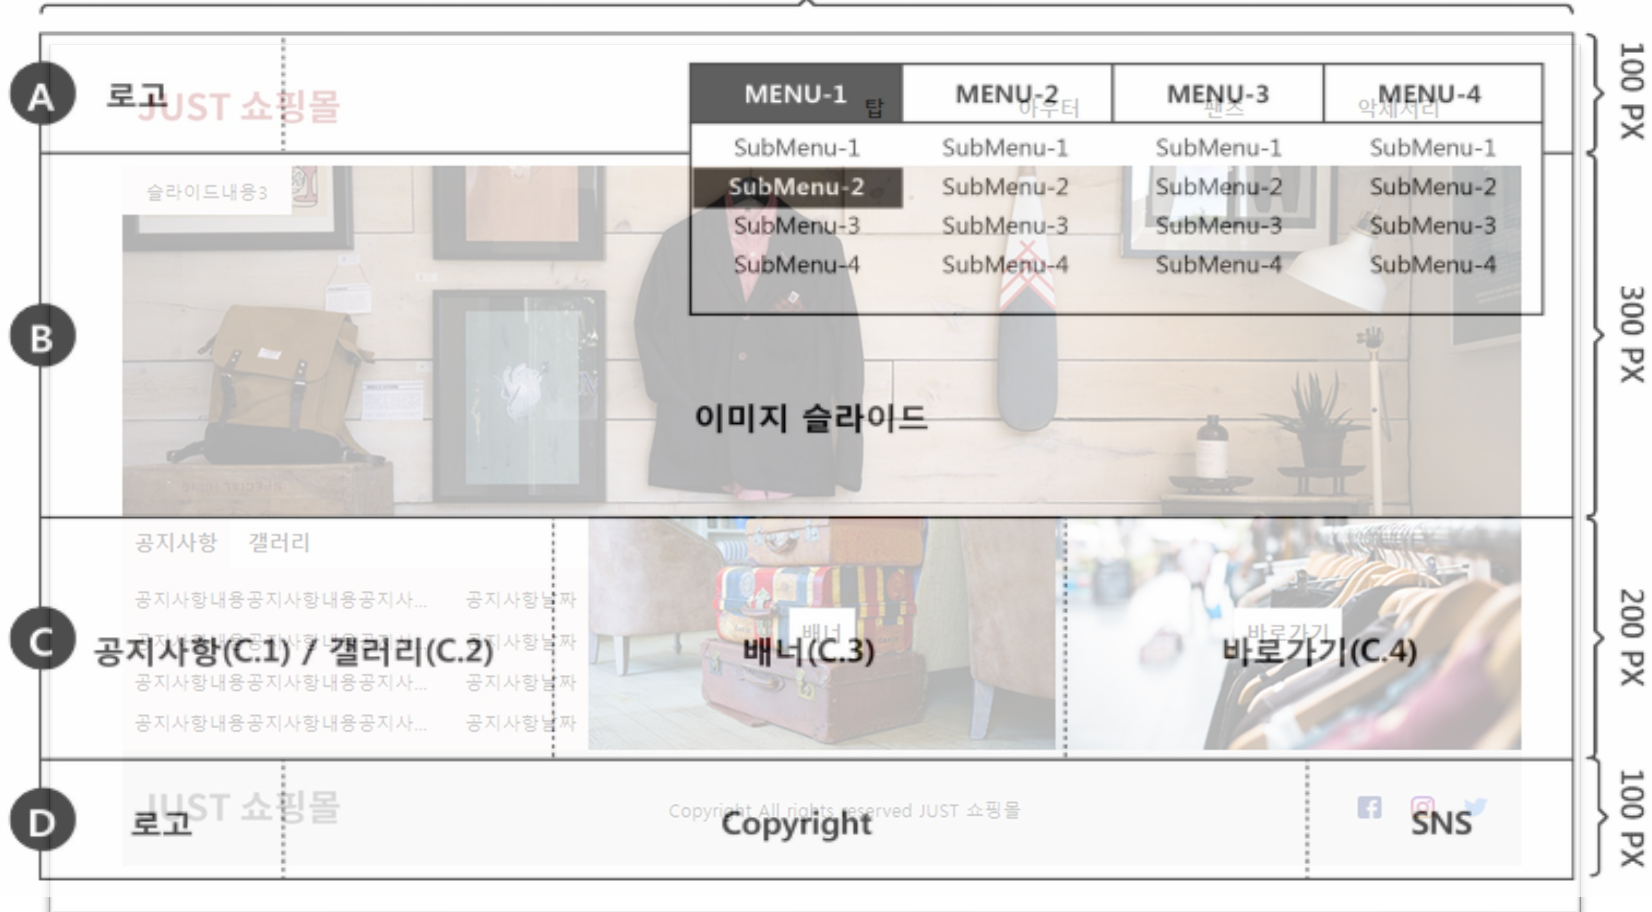 A
로고
JUST 쇼핑몰
MENU-1 MENU-2 MENU-3 MENU-4
탑 아우터 팬츠 악세서리
SubMenu-1 SubMenu-1 SubMenu-1 SubMenu-1
SubMenu-2 SubMenu-2 SubMenu-2 SubMenu-2
SubMenu-3 SubMenu-3 SubMenu-3 SubMenu-3
SubMenu-4 SubMenu-4 SubMenu-4 SubMenu-4
100 PX
B
슬라이드내용3
이미지 슬라이드
300 PX
공지사항 갤러리
공지사항내용공지사항내용공지사... 공지사항날짜
C
공지사항(C.1) / 갤러리(C.2)
배너
배너(C.3)
바로가기
바로가기(C.4)
공지사항내용공지사항내용공지사... 공지사항날짜
공지사항내용공지사항내용공지사... 공지사항날짜
200 PX
D
JUST 쇼핑몰
로고
Copyright All rights reserved JUST 쇼핑몰
Copyright
SNS
100 PX